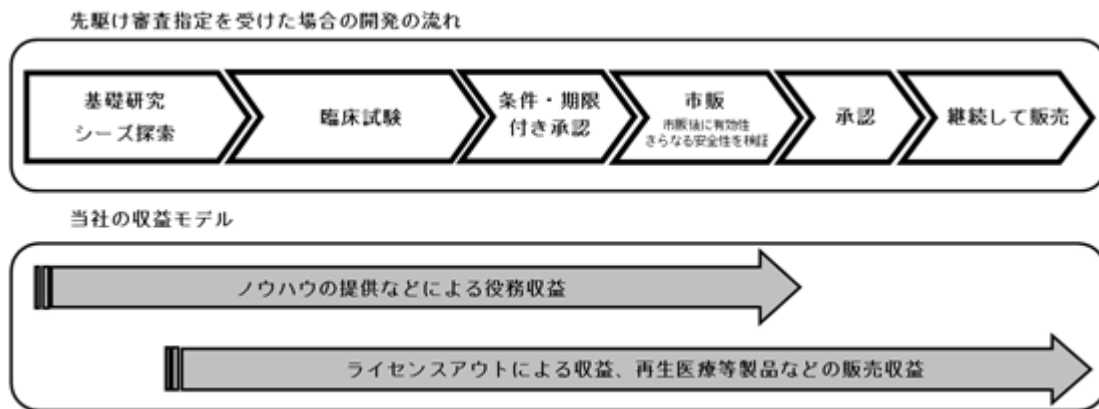 先駆け審査指定を受けた場合の開発の流れ
基礎研究
シーズ探索
臨床試験
条件・期限
付き承認
市販
市販後に有効性
さらなる安全性を検証
承認
継続して販売
当社の収益モデル
ノウハウの提供などによる役務収益
ライセンスアウトによる収益、再生医療等製品などの販売収益